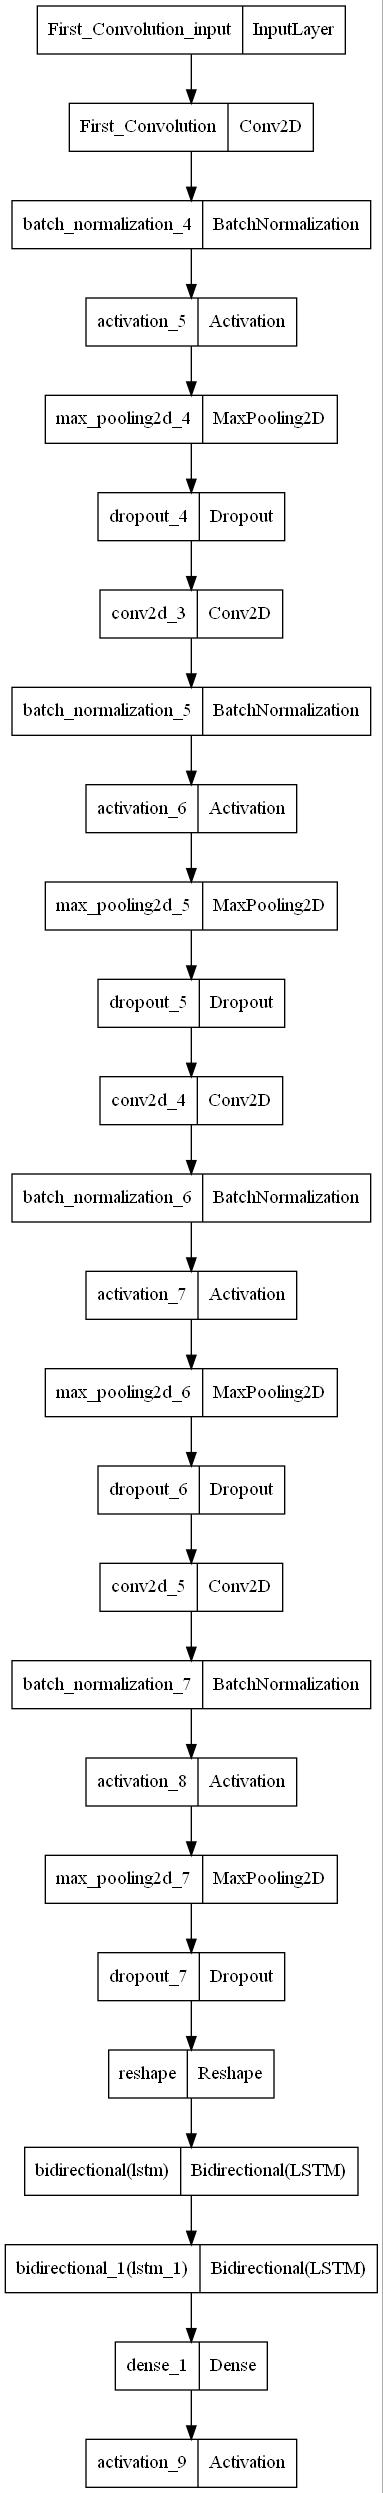 First_Convolution_input InputLayer
First_Convolution Conv2D
batch_normalization_4 BatchNormalization
activation_5 Activation
max_pooling2d_4 MaxPooling2D
dropout_4 Dropout
conv2d_3 Conv2D
batch_normalization_5 BatchNormalization
activation_6 Activation
max_pooling2d_5 MaxPooling2D
dropout_5 Dropout
conv2d_4 Conv2D
batch_normalization_6 BatchNormalization
activation_7 Activation
max_pooling2d_6 MaxPooling2D
dropout_6 Dropout
conv2d_5 Conv2D
batch_normalization_7 BatchNormalization
activation_8 Activation
max_pooling2d_7 MaxPooling2D
dropout_7 Dropout
reshape Reshape
bidirectional(lstm) Bidirectional(LSTM)
bidirectional_1(lstm_1) Bidirectional(LSTM)
dense_1 Dense
activation_9 Activation